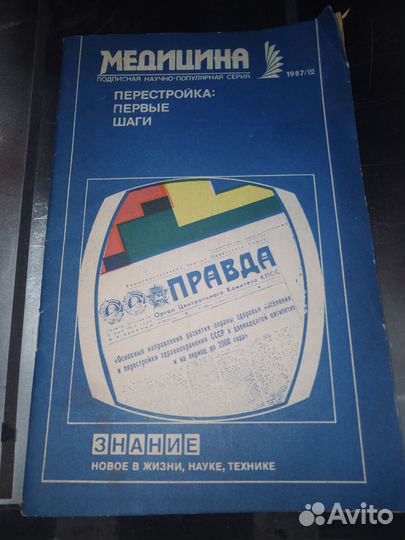 МЕДИЦИНА
ПОДПИСНАЯ НАУЧНО-ПОПУЛЯРНАЯ СЕРИЯ
1987/12
ПЕРЕСТРОЙКА:
ПЕРВЫЕ
ШАГИ
ПРАВДА
Орган Центрального Комитета КПСС
«Основные направления развития охраны здоровья населения
и перестройки здравоохранения СССР в двенадцатой пятилетке
и на период до 2000 года»
ЗНАНИЕ
НОВОЕ В ЖИЗНИ, НАУКЕ, ТЕХНИКЕ
Avito